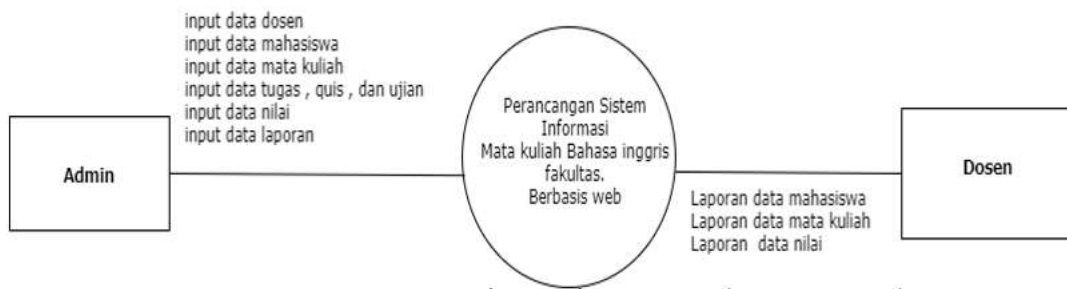 input data dosen
input data mahasiswa
input data mata kuliah
input data tugas , quis , dan ujian
input data nilai
input data laporan
Admin
Perancangan Sistem
Informasi
Mata kuliah Bahasa inggris
fakultas.
Berbasis web
Dosen
Laporan data mahasiswa
Laporan data mata kuliah
Laporan data nilai